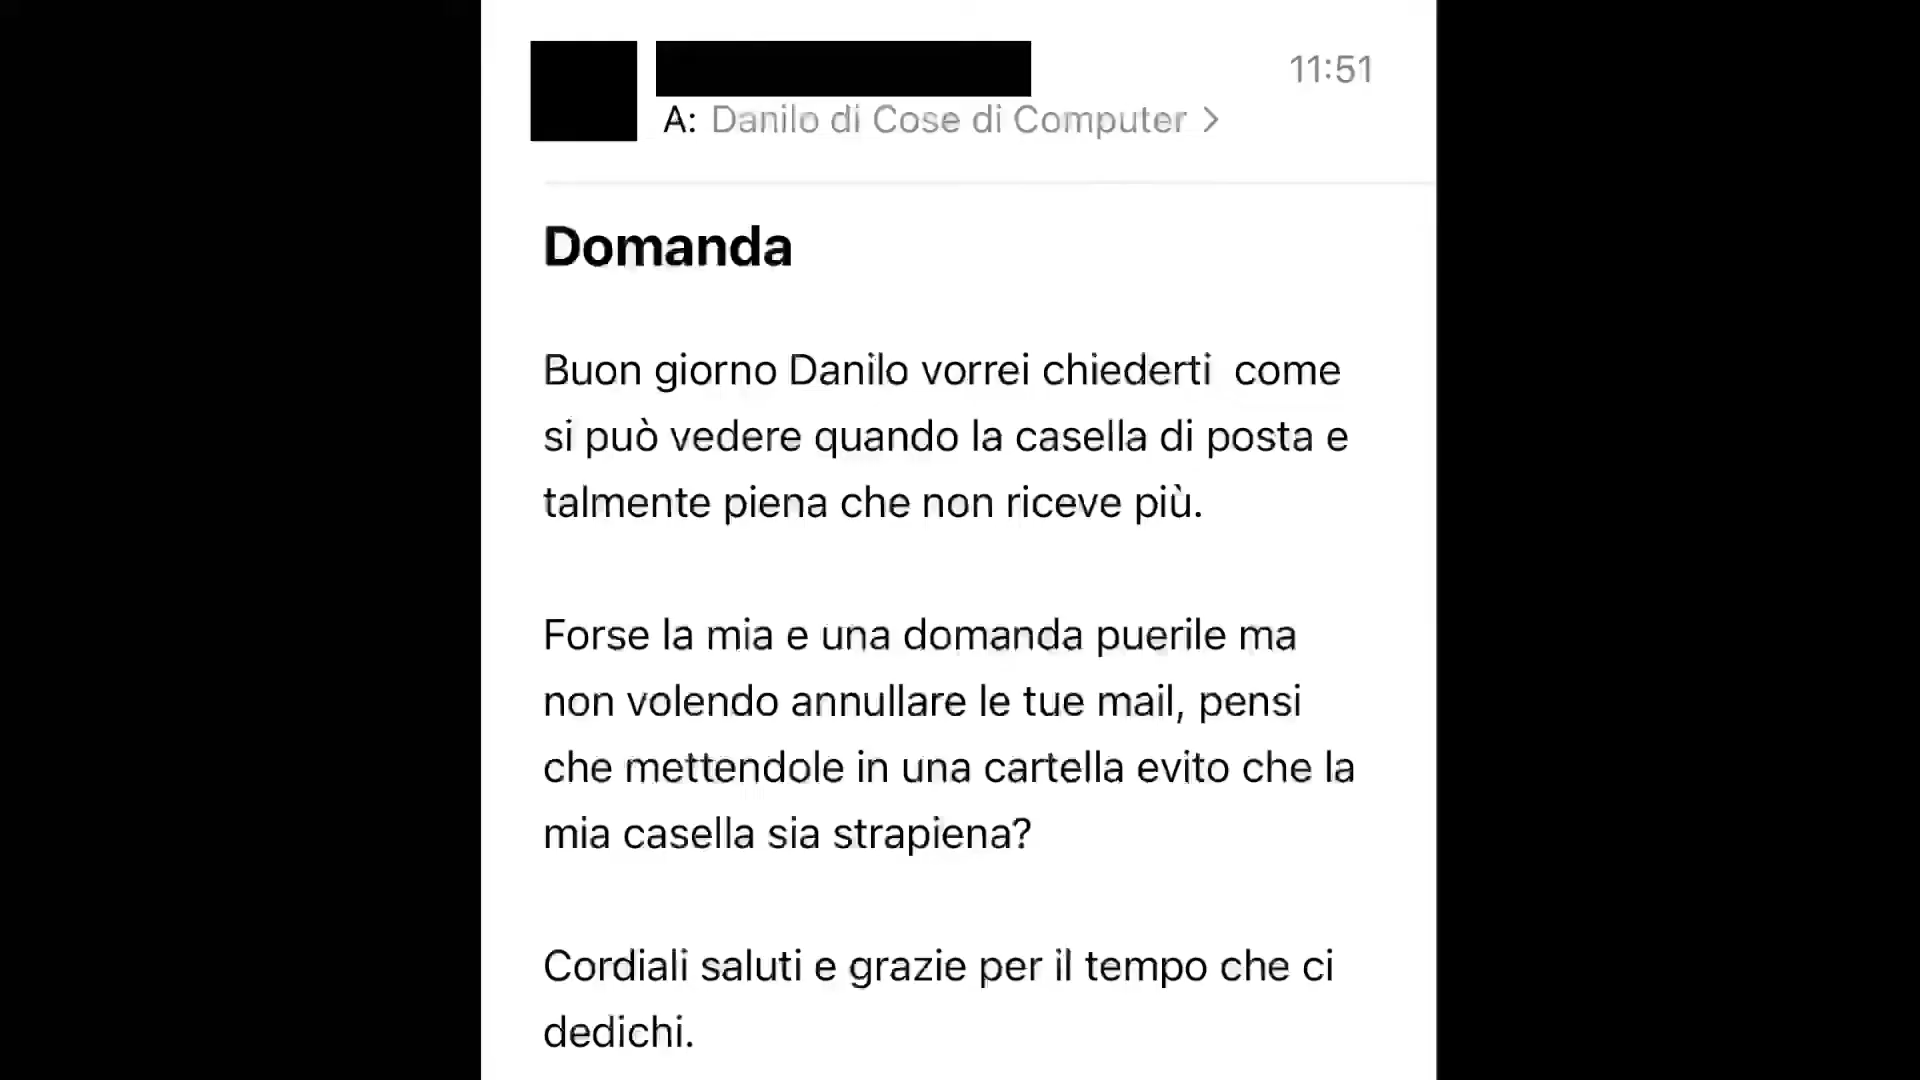 11:51
A: Danilo di Cose di Computer >
Domanda
Buon giorno Danilo vorrei chiederti  come
si può vedere quando la casella di posta e
talmente piena che non riceve più.
Forse la mia e una domanda puerile ma
non volendo annullare le tue mail, pensi
che mettendole in una cartella evito che la
mia casella sia strapiena?
Cordiali saluti e grazie per il tempo che ci
dedichi.